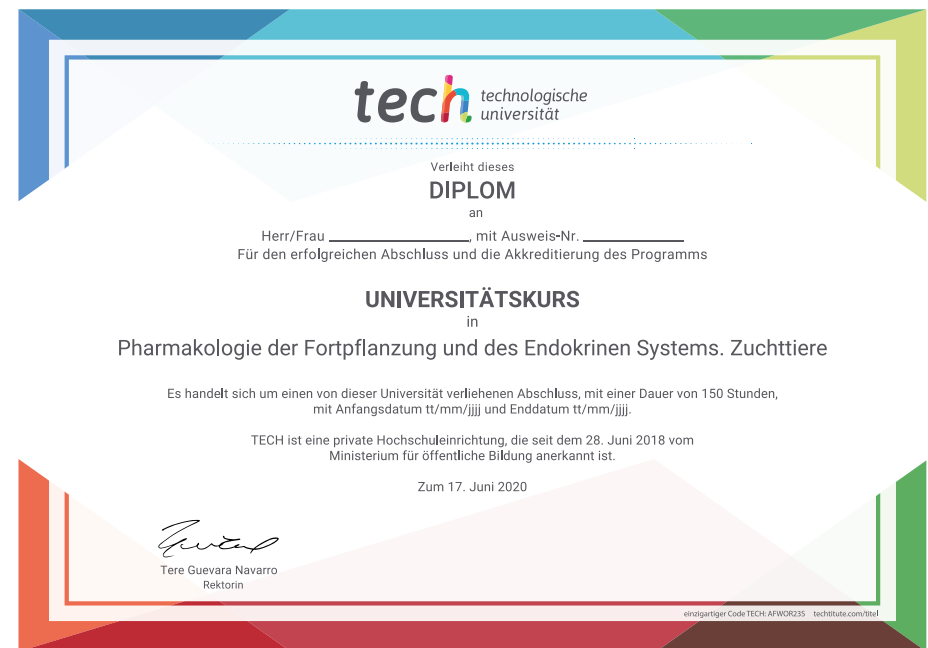 tech technologische
universität
Verleiht dieses
DIPLOM
an
Herr/Frau ____________, mit Ausweis-Nr. ____________
Für den erfolgreichen Abschluss und die Akkreditierung des Programms
UNIVERSITÄTSKURS
in
Pharmakologie der Fortpflanzung und des Endokrinen Systems. Zuchttiere
Es handelt sich um einen von dieser Universität verliehenen Abschluss, mit einer Dauer von 150 Stunden,
mit Anfangsdatum tt/mm/jjjj und Enddatum tt/mm/jjjj.
TECH ist eine private Hochschuleinrichtung, die seit dem 28. Juni 2018 vom
Ministerium für öffentliche Bildung anerkannt ist.
Zum 17. Juni 2020
Tere Guevara Navarro
Rektorin
einzigartiger Code TECH: AFWOR23S techtitute.com/titel